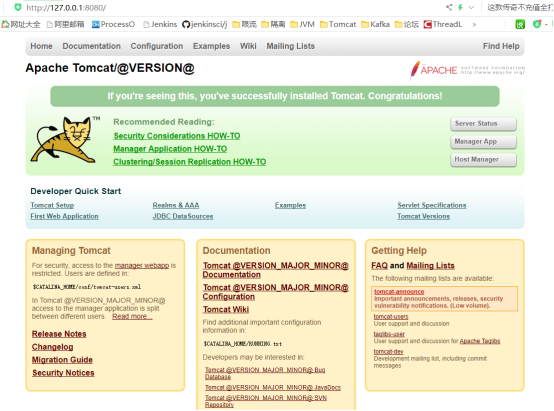 http://127.0.0.1:8080/
这款传奇不充值全打
网址大全 阿里邮箱 ProcessO Jenkins jenkinsci/j 限流 隔离 JVM Tomcat Kafka 论坛 ThreadL »
Home Documentation Configuration Examples Wiki Mailing Lists Find Help
Apache Tomcat/@VERSION@
APACHE SOFTWARE FOUNDATION
http://www.apache.org/
If you're seeing this, you've successfully installed Tomcat. Congratulations!
TM
Recommended Reading:
Security Considerations HOW-TO
Manager Application HOW-TO
Clustering/Session Replication HOW-TO
Server Status
Manager App
Host Manager
Developer Quick Start
Tomcat Setup
First Web Application
Realms & AAA
JDBC DataSources
Examples
Servlet Specifications
Tomcat Versions
Managing Tomcat
For security, access to the manager webapp is
restricted. Users are defined in:
$CATALINA_HOME/conf/tomcat-users.xml
In Tomcat @VERSION_MAJOR_MINOR@
access to the manager application is split
between different users. Read more...
Release Notes
Changelog
Migration Guide
Security Notices
Documentation
Tomcat @VERSION_MAJOR_MINOR@
Documentation
Tomcat @VERSION_MAJOR_MINOR@
Configuration
Tomcat Wiki
Find additional important configuration
information in:
$CATALINA_HOME/RUNNING.txt
Developers may be interested in:
Tomcat @VERSION_MAJOR_MINOR@ Bug
Database
Tomcat @VERSION_MAJOR_MINOR@ JavaDocs
Tomcat @VERSION_MAJOR_MINOR@ SVN
Repository
Getting Help
FAQ and Mailing Lists
The following mailing lists are available:
tomcat-announce
Important announcements, releases, security
vulnerability notifications. (Low volume).
tomcat-users
User support and discussion
taglibs-user
User support and discussion for Apache Taglibs
tomcat-dev
Development mailing list, including commit
messages